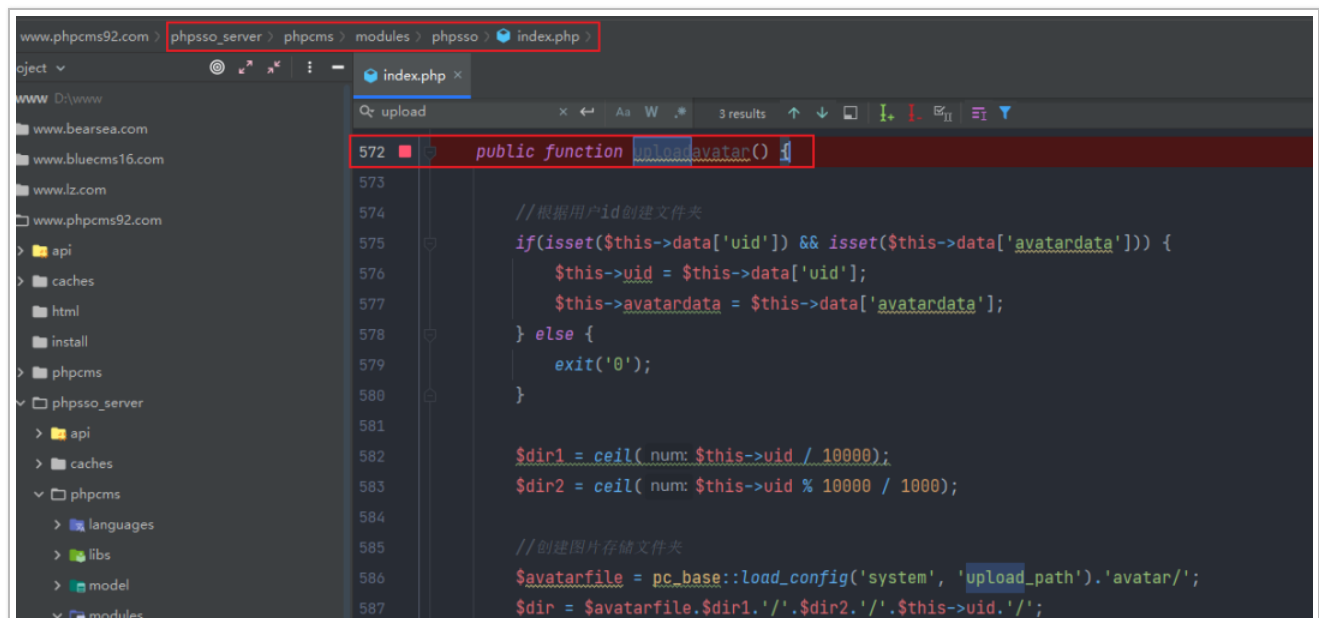 www.phpcms92.com > phpsso_server > phpcms > modules > phpsso > index.php >
oject
index.php ×
www D:\www
upload × Aa W .* 3 results
www.bearsea.com
www.bluecms16.com
www.lz.com
www.phpcms92.com
api
caches
html
install
phpcms
phpsso_server
api
caches
phpcms
languages
libs
model
modules
572 public function uploadavatar() {
573
574 //根据用户id创建文件夹
575 if(isset($this->data['uid']) && isset($this->data['avatardata'])) {
576 $this->uid = $this->data['uid'];
577 $this->avatardata = $this->data['avatardata'];
578 } else {
579 exit('0');
580 }
581
582 $dir1 = ceil( num: $this->uid / 10000);
583 $dir2 = ceil( num: $this->uid % 10000 / 1000);
584
585 //创建图片存储文件夹
586 $avatarfile = pc_base::load_config('system', 'upload_path').'avatar/';
587 $dir = $avatarfile.$dir1.'/'.$dir2.'/'.$this->uid.'/';